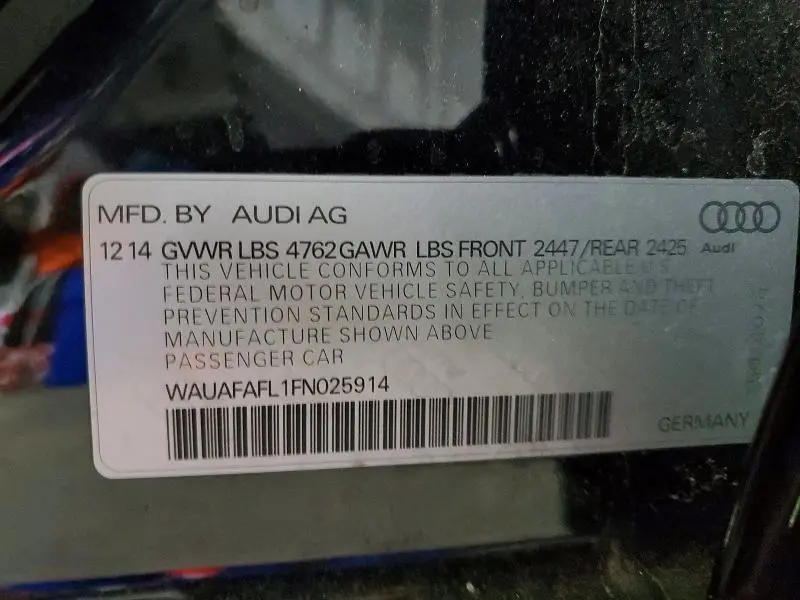 MFD. BY AUDI AG
12 14 GVWR LBS 4762 GAWR LBS FRONT 2447/REAR 2425 Audi
THIS VEHICLE CONFORMS TO ALL APPLICABLE U.S.
FEDERAL MOTOR VEHICLE SAFETY, BUMPER AND THEFT
PREVENTION STANDARDS IN EFFECT ON THE DATE OF
MANUFACTURE SHOWN ABOVE
PASSENGER CAR
WAUAFAFL1FN025914
GERMANY